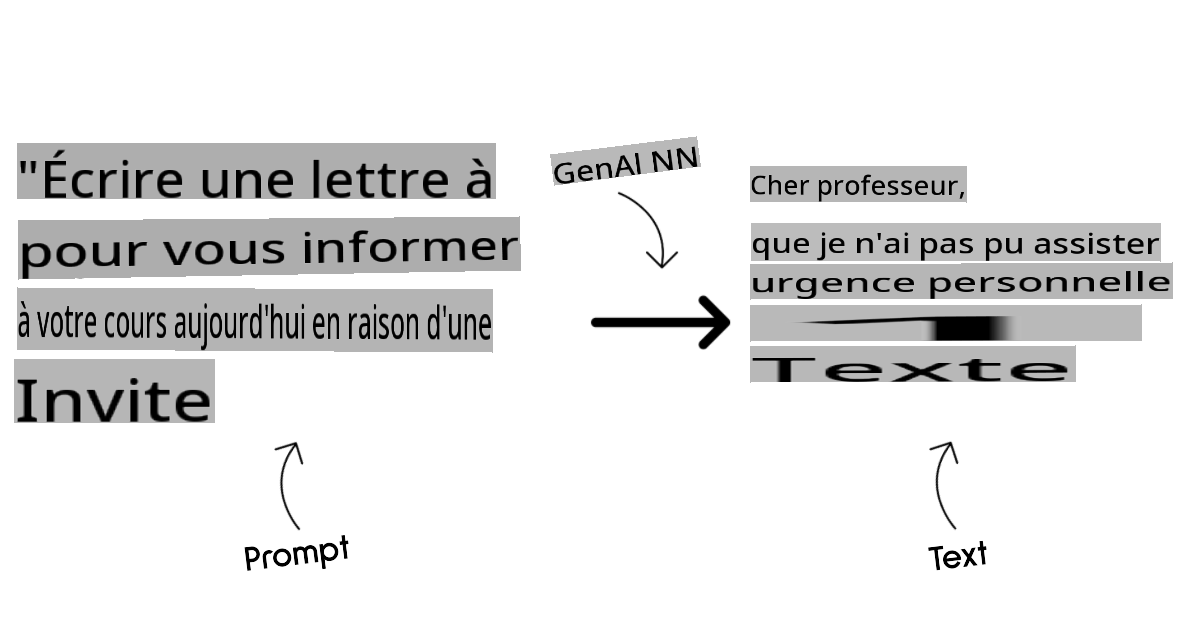 "Écrire une lettre à
pour vous informer
à votre cours aujourd'hui en raison d'une
Invite
Prompt
GenAI NN
Cher professeur,
que je n'ai pas pu assister
urgence personnelle
Texte
Text